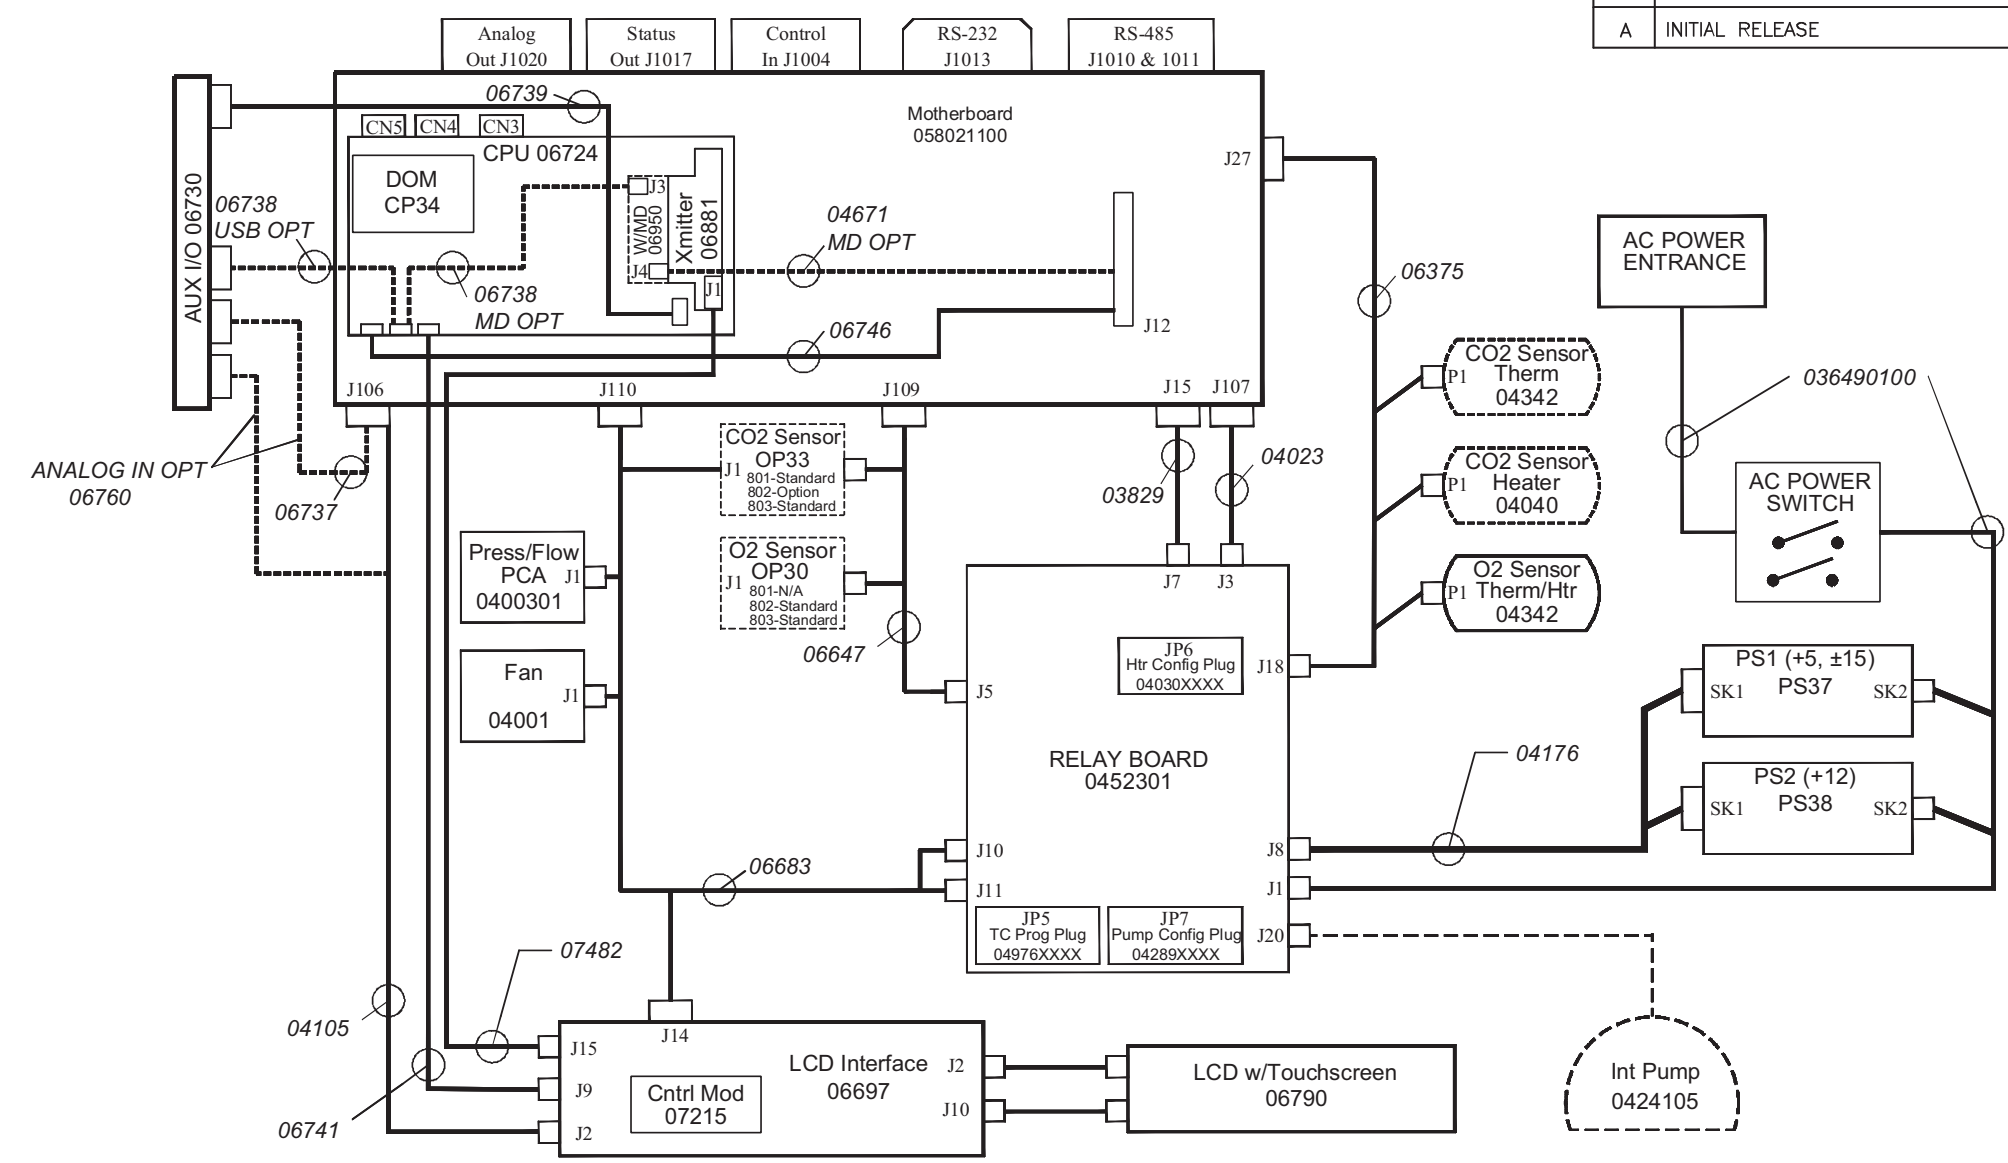 Analog
Out J1020
Status
Out J1017
Control
In J1004
RS-232
J1013
RS-485
J1010 & 1011
A
INITIAL RELEASE
06739
Motherboard
058021100
CN5
CN4
CN3
CPU 06724
DOM
CP34
J27
AUX I/O 06730
06738
USB OPT
J3
W/MD
06950
Xmitter
06881
J4
J1
04671
MD OPT
06738
MD OPT
06746
J12
06375
AC POWER
ENTRANCE
J106
J110
J109
J15
J107
CO2 Sensor
Therm
04342
P1
036490100
ANALOG IN OPT
06760
06737
CO2 Sensor
OP33
801-Standard
802-Option
803-Standard
J1
03829
04023
CO2 Sensor
Heater
04040
P1
AC POWER
SWITCH
Press/Flow
PCA
0400301
J1
O2 Sensor
OP30
801-N/A
802-Standard
803-Standard
J1
J7
J3
O2 Sensor
Therm/Htr
04342
P1
06647
Fan
04001
J1
J5
JP6
Htr Config Plug
04030XXXX
J18
PS1 (+5, ±15)
PS37
SK1
SK2
RELAY BOARD
0452301
04176
PS2 (+12)
PS38
SK1
SK2
06683
J10
J11
J8
J1
J20
JP5
TC Prog Plug
04976XXXX
JP7
Pump Config Plug
04289XXXX
07482
04105
06741
J14
J15
J9
J2
LCD Interface
06697
Cntrl Mod
07215
J2
J10
LCD w/Touchscreen
06790
Int Pump
0424105